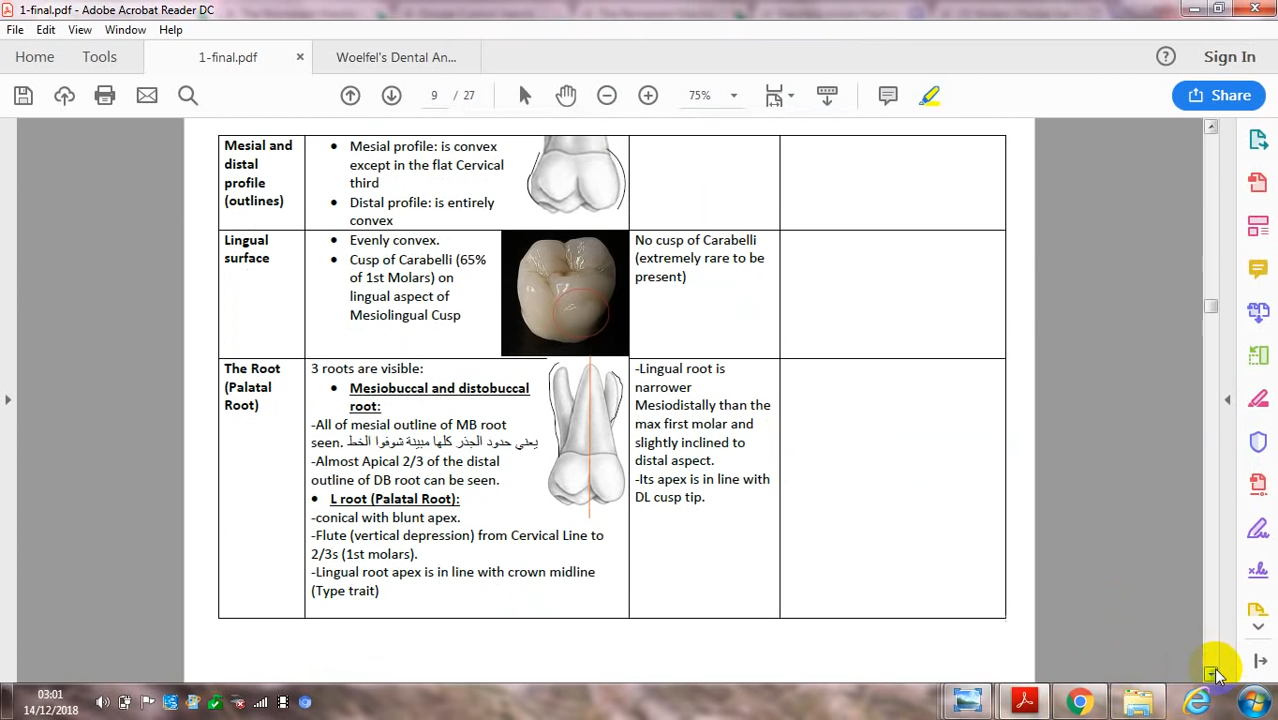 1-final.pdf - Adobe Acrobat Reader DC
File Edit View Window Help
Home Tools 1-final.pdf × Woelfel's Dental An... Sign In
9 / 27 75% Share
Mesial and
distal
profile
(outlines)
• Mesial profile: is convex
except in the flat Cervical
third
• Distal profile: is entirely
convex
Lingual
surface
• Evenly convex.
• Cusp of Carabelli (65%
of 1st Molars) on
lingual aspect of
Mesiolingual Cusp
No cusp of Carabelli
(extremely rare to be
present)
The Root
(Palatal
Root)
3 roots are visible:
• Mesiobuccal and distobuccal
root:
-All of mesial outline of MB root
seen. يعني حدود الجذر كلها مبينة شوفوا الخط
-Almost Apical 2/3 of the distal
outline of DB root can be seen.
• L root (Palatal Root):
-conical with blunt apex.
-Flute (vertical depression) from Cervical Line to
2/3s (1st molars).
-Lingual root apex is in line with crown midline
(Type trait)
-Lingual root is
narrower
Mesiodistally than the
max first molar and
slightly inclined to
distal aspect.
-Its apex is in line with
DL cusp tip.
03:01
14/12/2018